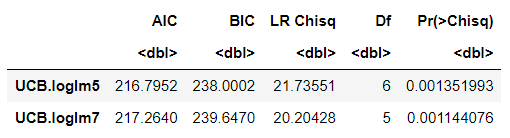 AIC BIC LR Chisq Df Pr(>Chisq)
<dbl> <dbl> <dbl> <dbl> <dbl>
UCB.loglm5 216.7952 238.0002 21.73551 6 0.001351993
UCB.loglm7 217.2640 239.6470 20.20428 5 0.001144076